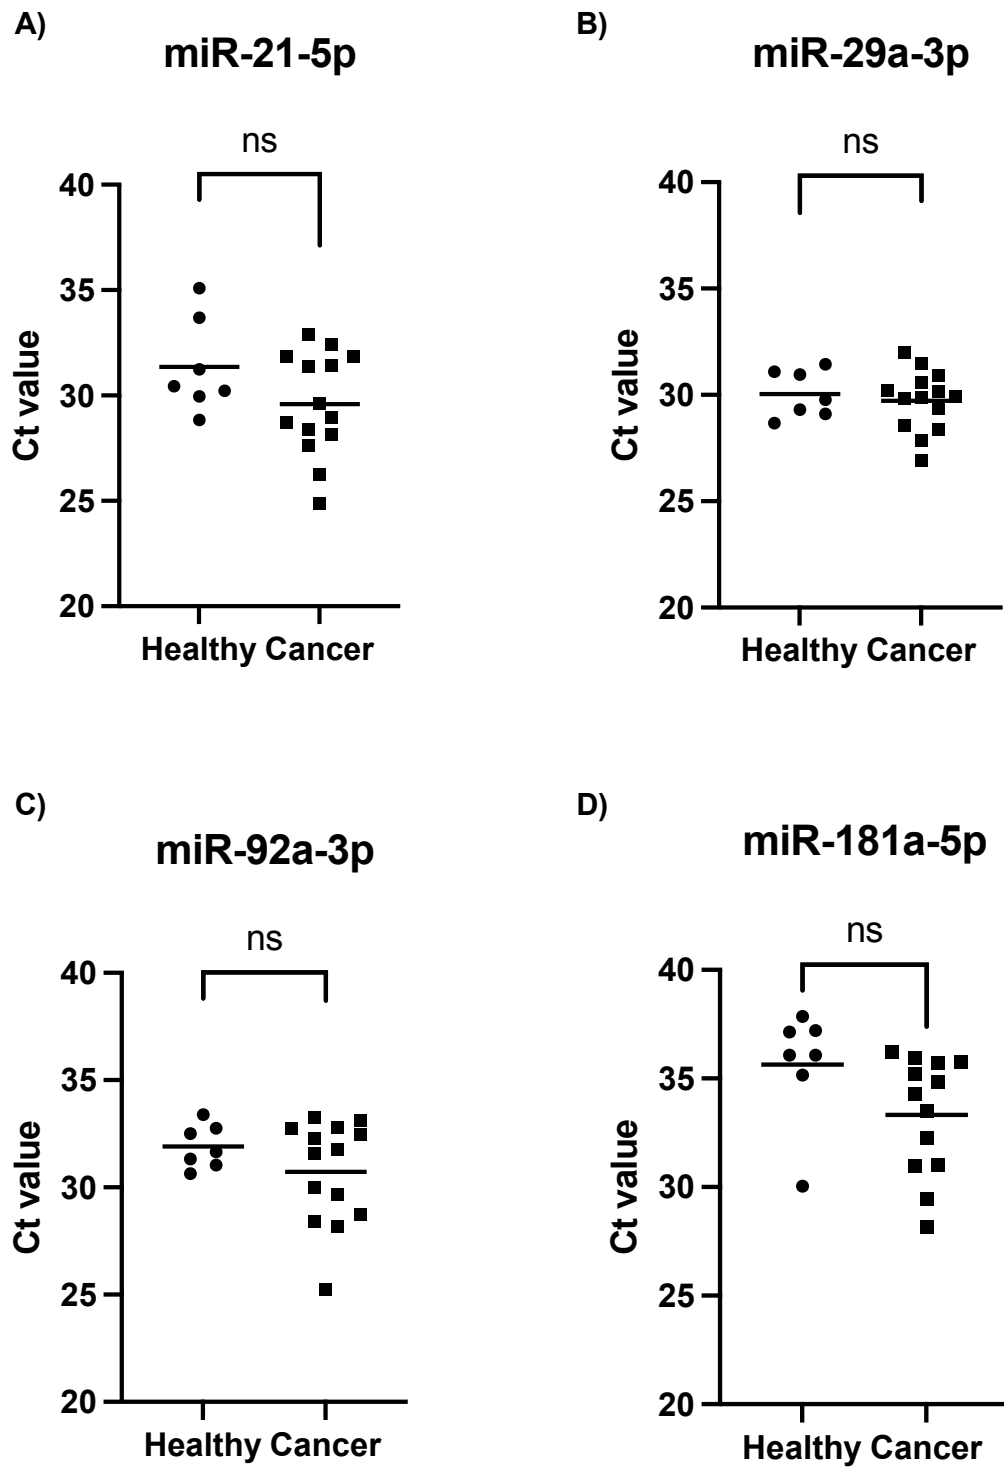 A)
miR-21-5p
ns
40
35
30
25
20
Ct value
Healthy Cancer
B)
miR-29a-3p
ns
40
35
30
25
20
Ct value
Healthy Cancer
C)
miR-92a-3p
ns
40
35
30
25
20
Ct value
Healthy Cancer
D)
miR-181a-5p
ns
40
35
30
25
20
Ct value
Healthy Cancer